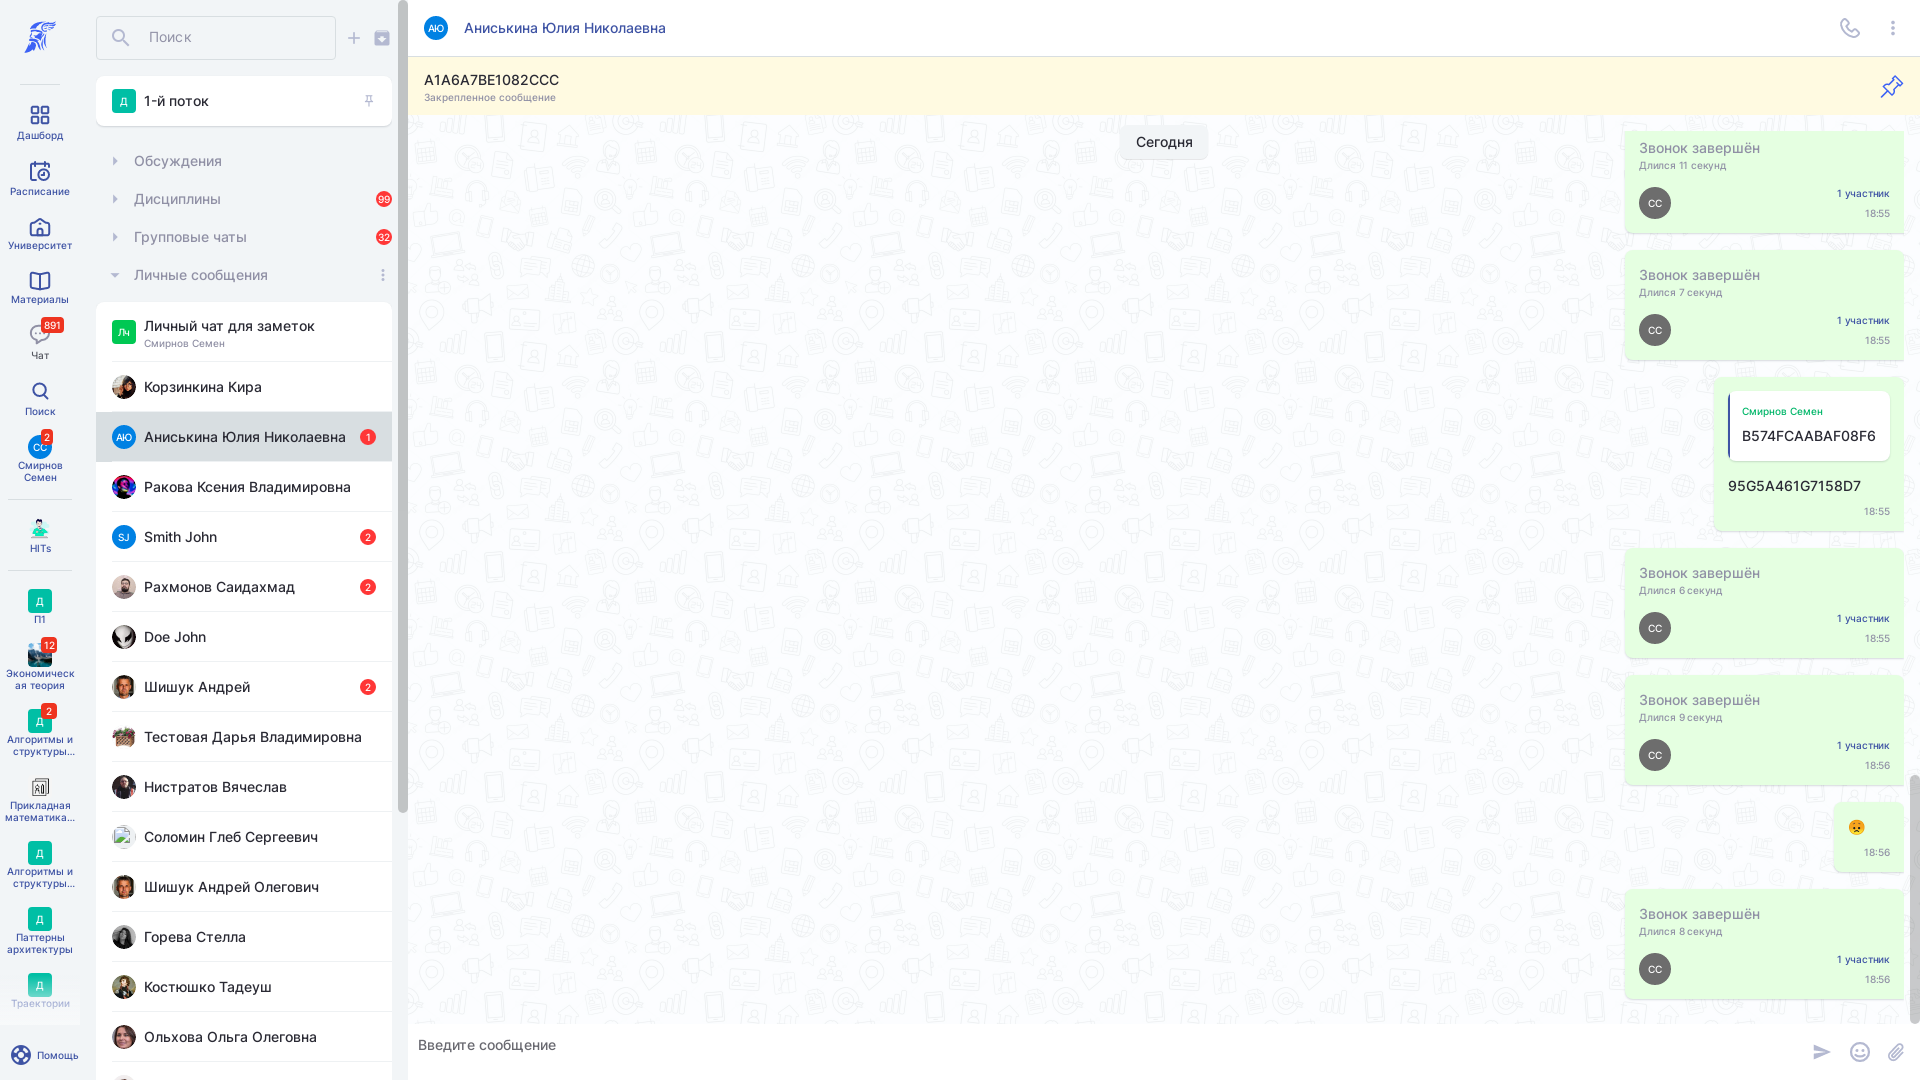 Дашборд
Расписание
Университет
Материалы
891
Чат
Поиск
2
СС
Смирнов
Семен
HITs
Д
П1
12
Экономическ
ая теория
2
Д
Алгоритмы и
структуры...
Прикладная
математика...
Д
Алгоритмы и
структуры...
Д
Паттерны
архитектуры
Д
Траектории
Помощь
Поиск
Д
1-й поток
Обсуждения
Дисциплины
99
Групповые чаты
32
Личные сообщения
Лч
Личный чат для заметок
Смирнов Семен
Корзинкина Кира
АЮ
Аниськина Юлия Николаевна
1
Ракова Ксения Владимировна
SJ
Smith John
2
Рахмонов Саидахмад
2
Doe John
Шишук Андрей
2
Тестовая Дарья Владимировна
Нистратов Вячеслав
Соломин Глеб Сергеевич
Шишук Андрей Олегович
Горева Стелла
Костюшко Тадеуш
Ольхова Ольга Олеговна
АЮ
Аниськина Юлия Николаевна
A1A6A7BE1082CCC
Закрепленное сообщение
Сегодня
Звонок завершён
Длился 11 секунд
1 участник
СС
18:55
Звонок завершён
Длился 7 секунд
1 участник
СС
18:55
Смирнов Семен
B574FCAABAF08F6
95G5A461G7158D7
18:55
Звонок завершён
Длился 6 секунд
1 участник
СС
18:55
Звонок завершён
Длился 9 секунд
1 участник
СС
18:56
18:56
Звонок завершён
Длился 8 секунд
1 участник
СС
18:56
Введите сообщение